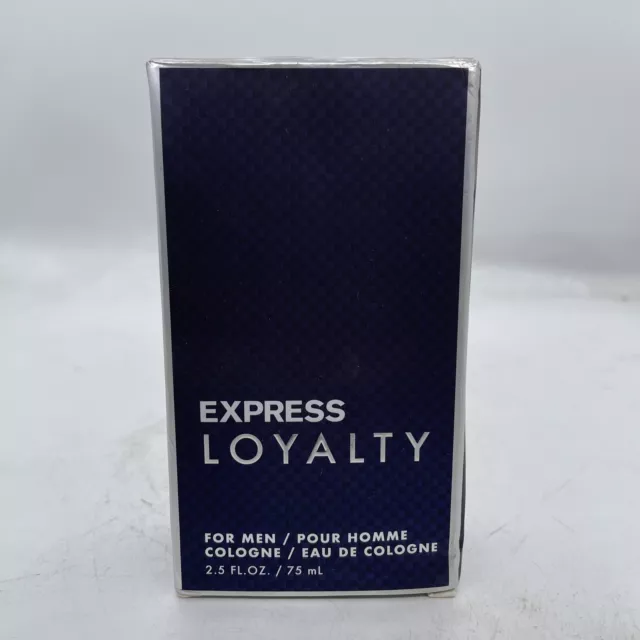 EXPRESS
LOYALTY
FOR MEN / POUR HOMME
COLOGNE / EAU DE COLOGNE
2.5 FL.OZ. / 75 mL